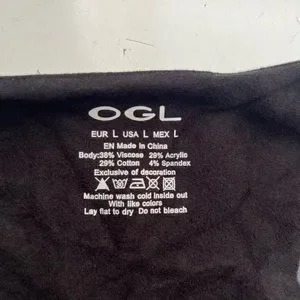 OGL
EUR L USA L MEX L
EN Made in China
Body:38% Viscose 29% Acrylic
29% Cotton 4% Spandex
Exclusive of decoration
Machine wash cold inside out
With like colors
Lay flat to dry Do not bleach